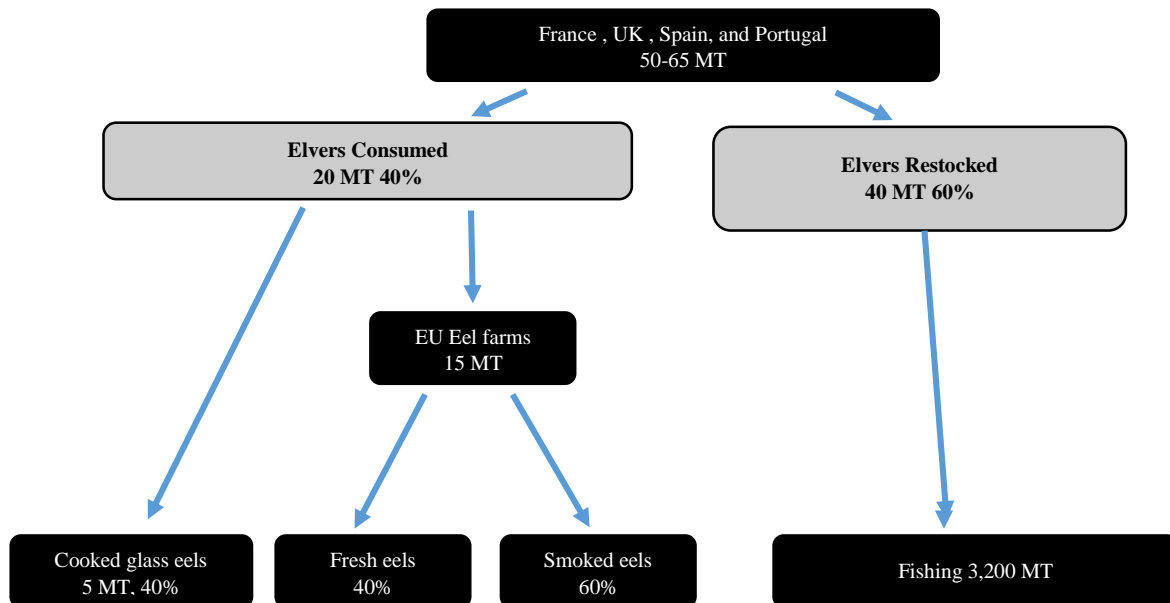 France , UK , Spain, and Portugal
50-65 MT
Elvers Consumed
20 MT 40%
Elvers Restocked
40 MT 60%
EU Eel farms
15 MT
Cooked glass eels
5 MT, 40%
Fresh eels
40%
Smoked eels
60%
Fishing 3,200 MT